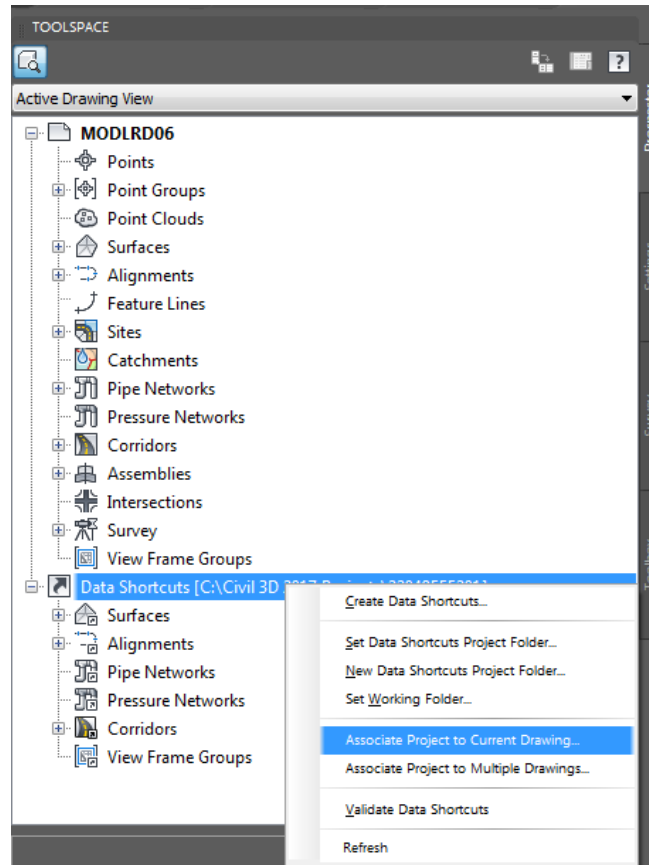 TOOLSPACE
?
Active Drawing View
MODLRD06
Points
Point Groups
Point Clouds
Surfaces
Alignments
Feature Lines
Sites
Catchments
Pipe Networks
Pressure Networks
Corridors
Assemblies
Intersections
Survey
View Frame Groups
Data Shortcuts [C:\Civil 3D
Surfaces
Alignments
Pipe Networks
Pressure Networks
Corridors
View Frame Groups
Create Data Shortcuts...
Set Data Shortcuts Project Folder...
New Data Shortcuts Project Folder...
Set Working Folder...
Associate Project to Current Drawing...
Associate Project to Multiple Drawings...
Validate Data Shortcuts
Refresh